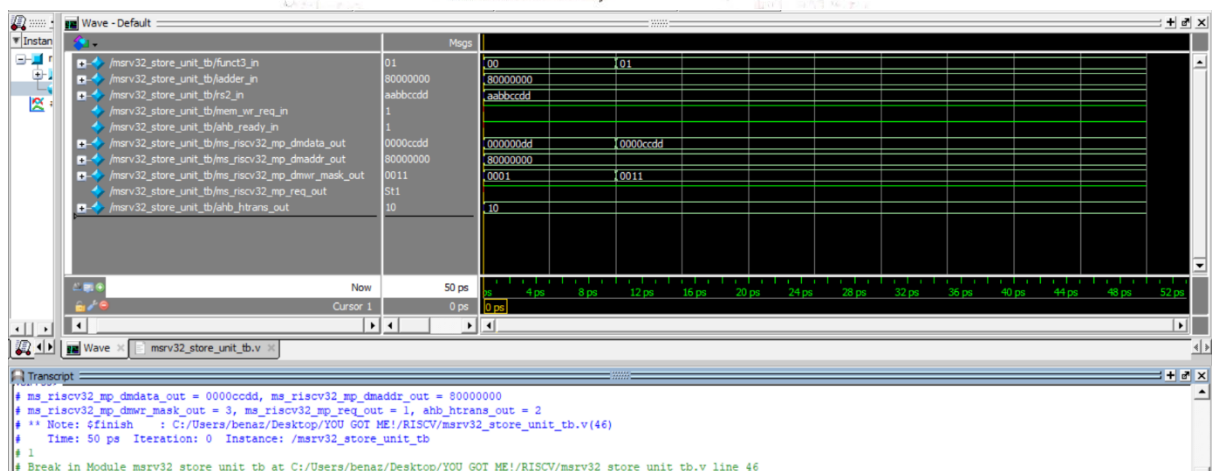 Wave - Default
Instan
Msgs
/msrv32_store_unit_tb/funct3_in 01 00 01
/msrv32_store_unit_tb/iadder_in 80000000 80000000
/msrv32_store_unit_tb/rs2_in aabbccdd aabbccdd
/msrv32_store_unit_tb/mem_wr_req_in 1
/msrv32_store_unit_tb/ahb_ready_in 1
/msrv32_store_unit_tb/ms_riscv32_mp_dmdata_out 0000ccdd 000000dd 0000ccdd
/msrv32_store_unit_tb/ms_riscv32_mp_dmaddr_out 80000000 80000000
/msrv32_store_unit_tb/ms_riscv32_mp_dmwr_mask_out 0011 0001 0011
/msrv32_store_unit_tb/ms_riscv32_mp_req_out St1
/msrv32_store_unit_tb/ahb_htrans_out 10 10
Now 50 ps ps 4 ps 8 ps 12 ps 16 ps 20 ps 24 ps 28 ps 32 ps 36 ps 40 ps 44 ps 48 ps 52 ps
Cursor 1 0 ps 0 ps
Wave msrv32_store_unit_tb.v
Transcript
# ms_riscv32_mp_dmdata_out = 0000ccdd, ms_riscv32_mp_dmaddr_out = 80000000
# ms_riscv32_mp_dmwr_mask_out = 3, ms_riscv32_mp_req_out = 1, ahb_htrans_out = 2
# ** Note: $finish : C:/Users/benaz/Desktop/YOU GOT ME!/RISCV/msrv32_store_unit_tb.v(46)
# Time: 50 ps Iteration: 0 Instance: /msrv32_store_unit_tb
# 1
# Break in Module msrv32_store_unit_tb at C:/Users/benaz/Desktop/YOU GOT ME!/RISCV/msrv32_store_unit_tb.v line 46